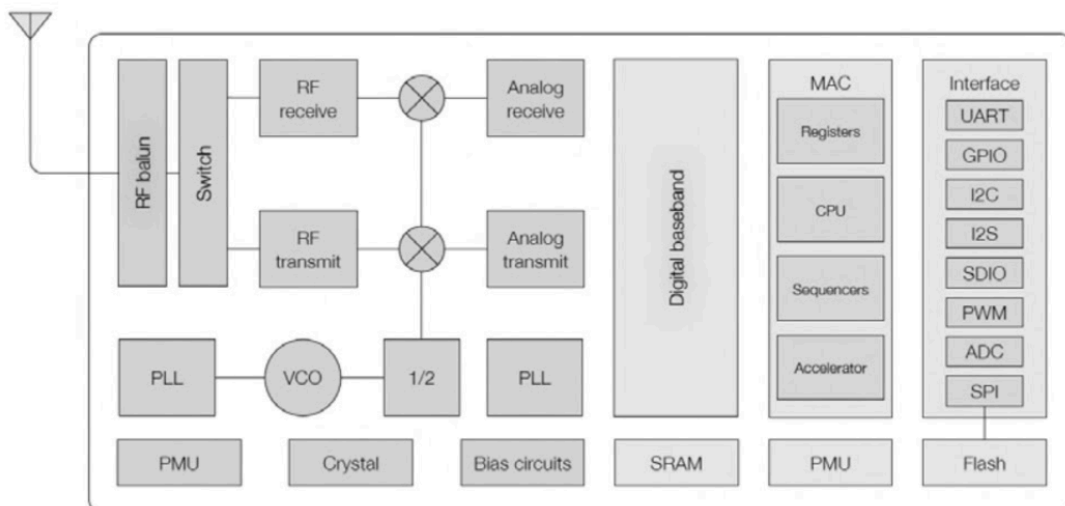 RF balun
Switch
RF
receive
Analog
receive
RF
transmit
Analog
transmit
PLL
VCO
1/2
PLL
PMU
Crystal
Bias circuits
Digital baseband
SRAM
MAC
Registers
CPU
Sequencers
Accelerator
PMU
Interface
UART
GPIO
I2C
I2S
SDIO
PWM
ADC
SPI
Flash